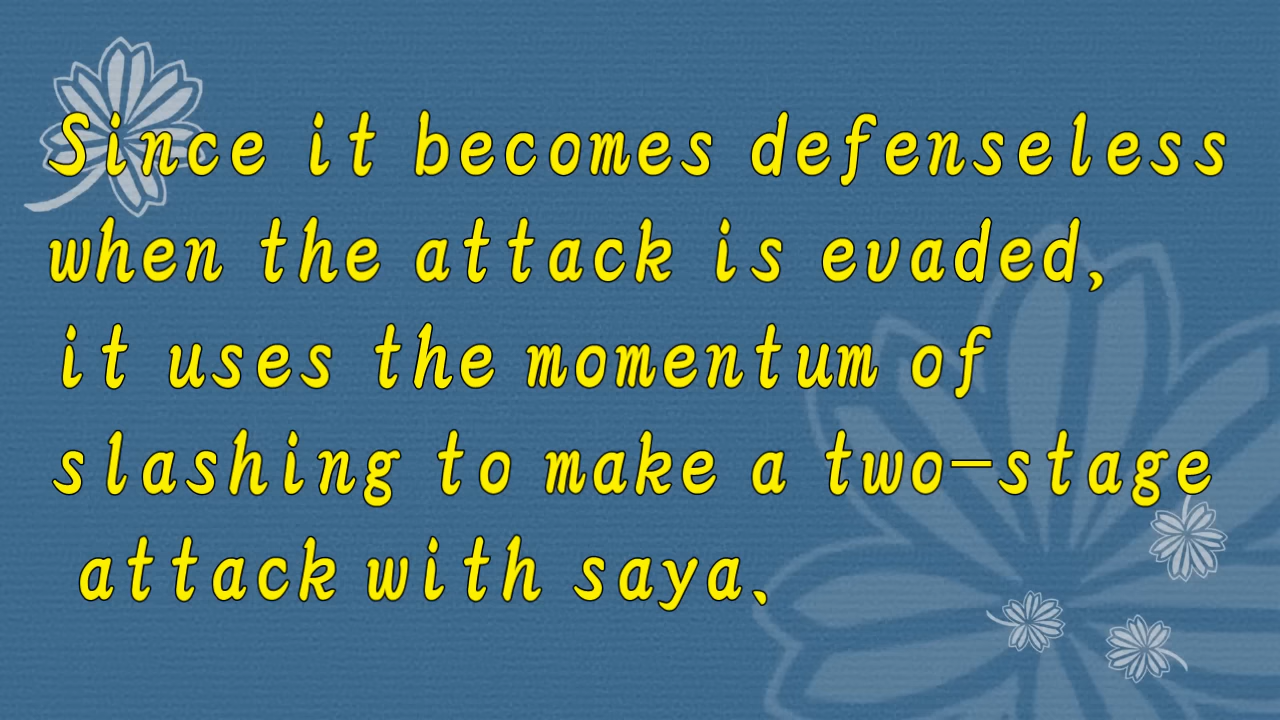 Since it becomes defenseless
when the attack is evaded,
it uses the momentum of
slashing to make a two-stage
attack with saya、